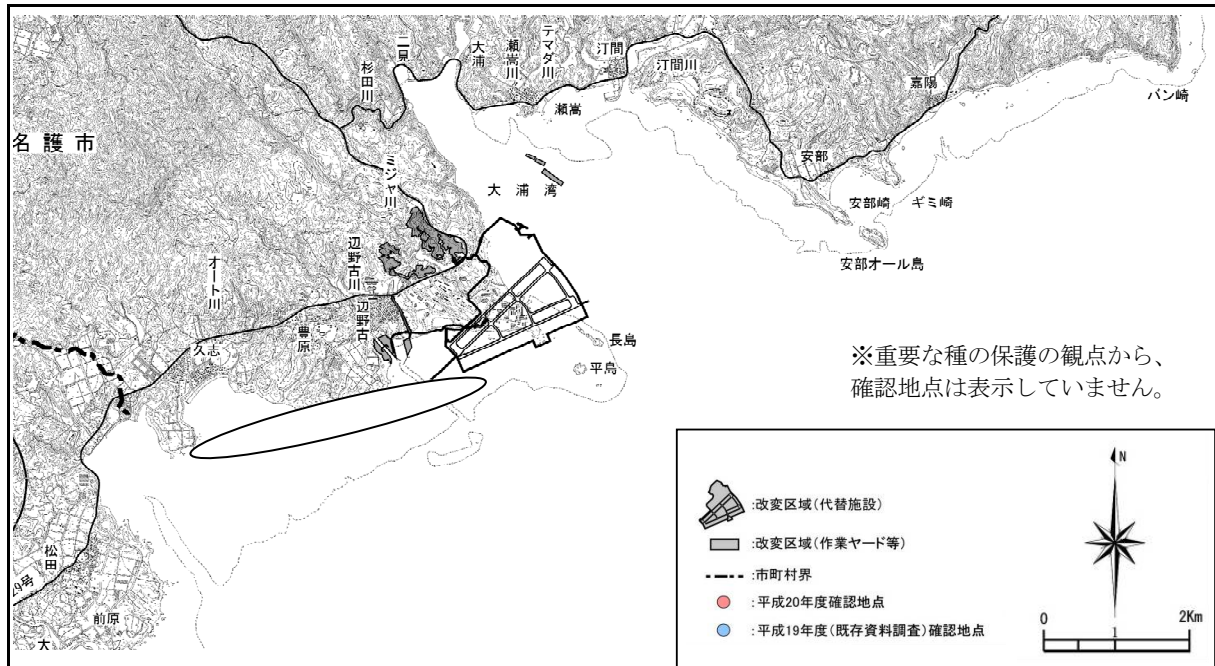 名護市
杉田川
二見
大浦
瀬嵩川
テマダ川
汀間
汀間川
瀬嵩
嘉陽
バン崎
安部
安部崎
ギミ崎
安部オール島
大浦湾
ミジャ川
辺野古川
辺野古
オート川
久志
豊原
長島
平島
松田
前原
※重要な種の保護の観点から、
確認地点は表示していません。
:改変区域(代替施設)
:改変区域(作業ヤード等)
:市町村界
:平成20年度確認地点
:平成19年度(既存資料調査)確認地点
N
0 1 2Km